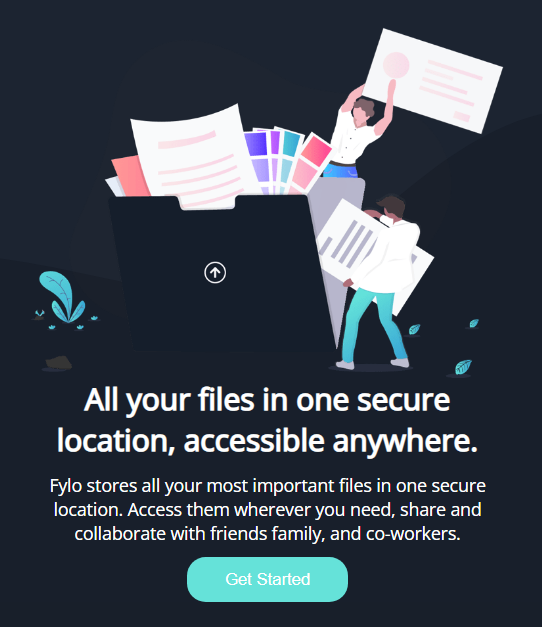 All your files in one secure
location, accessible anywhere.
Fylo stores all your most important files in one secure
location. Access them wherever you need, share and
collaborate with friends family, and co-workers.
Get Started